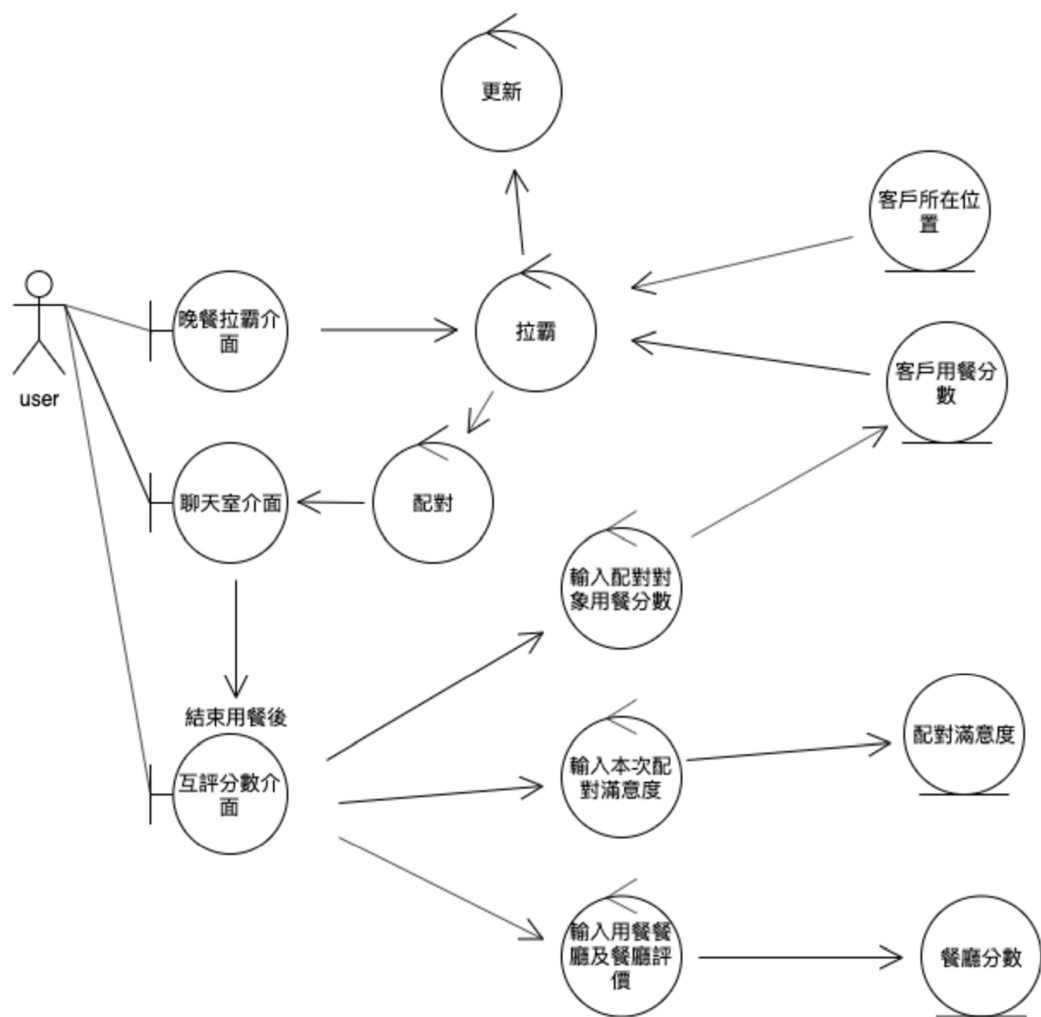 更新
客戶所在位
置
晚餐拉霸介
面
拉霸
客戶用餐分
數
user
聊天室介面
配對
輸入配對對
象用餐分數
結束用餐後
互評分數介
面
輸入本次配
對滿意度
配對滿意度
輸入用餐餐
廳及餐廳評
價
餐廳分數